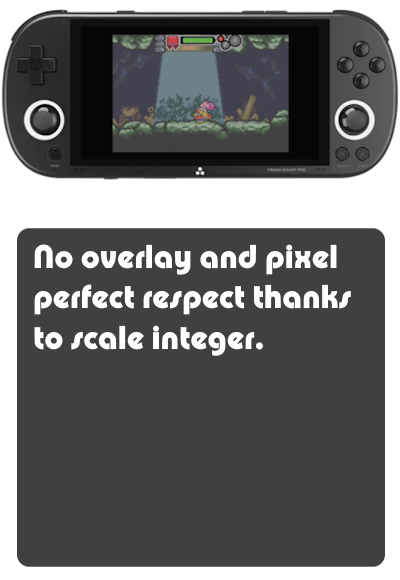 No overlay and pixel
perfect respect thanks
to scale integer.